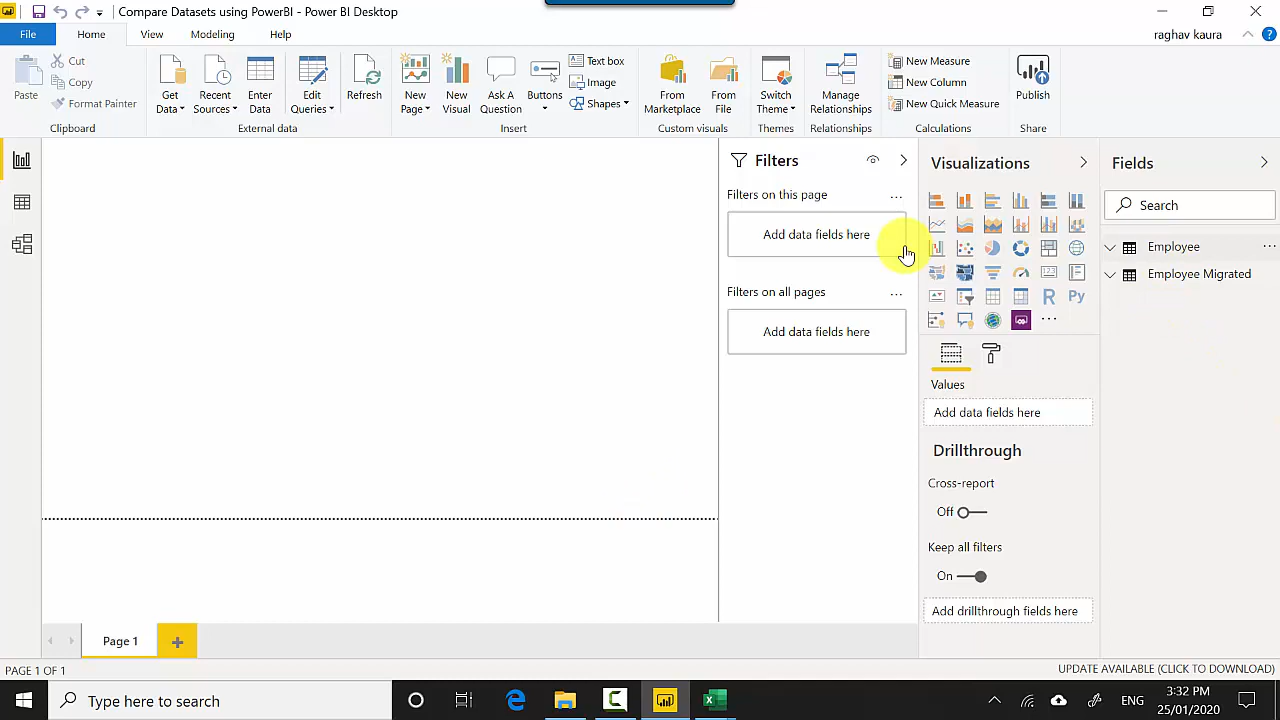 Compare Datasets using PowerBI - Power BI Desktop
File Home View Modeling Help raghav kaura
Paste
Cut
Copy
Format Painter
Clipboard
Get Data
Recent Sources
Enter Data
Edit Queries
Refresh
External data
New Page
New Visual
Ask A Question
Buttons
Text box
Image
Shapes
Insert
From Marketplace
From File
Custom visuals
Switch Theme
Themes
Manage Relationships
Relationships
New Measure
New Column
New Quick Measure
Calculations
Publish
Share
Filters
Filters on this page
Add data fields here
Filters on all pages
Add data fields here
Visualizations
R
Py
Values
Add data fields here
Drillthrough
Cross-report
Off
Keep all filters
On
Add drillthrough fields here
Fields
Search
Employee
Employee Migrated
Page 1
PAGE 1 OF 1
UPDATE AVAILABLE (CLICK TO DOWNLOAD)
Type here to search
ENG
3:32 PM
25/01/2020